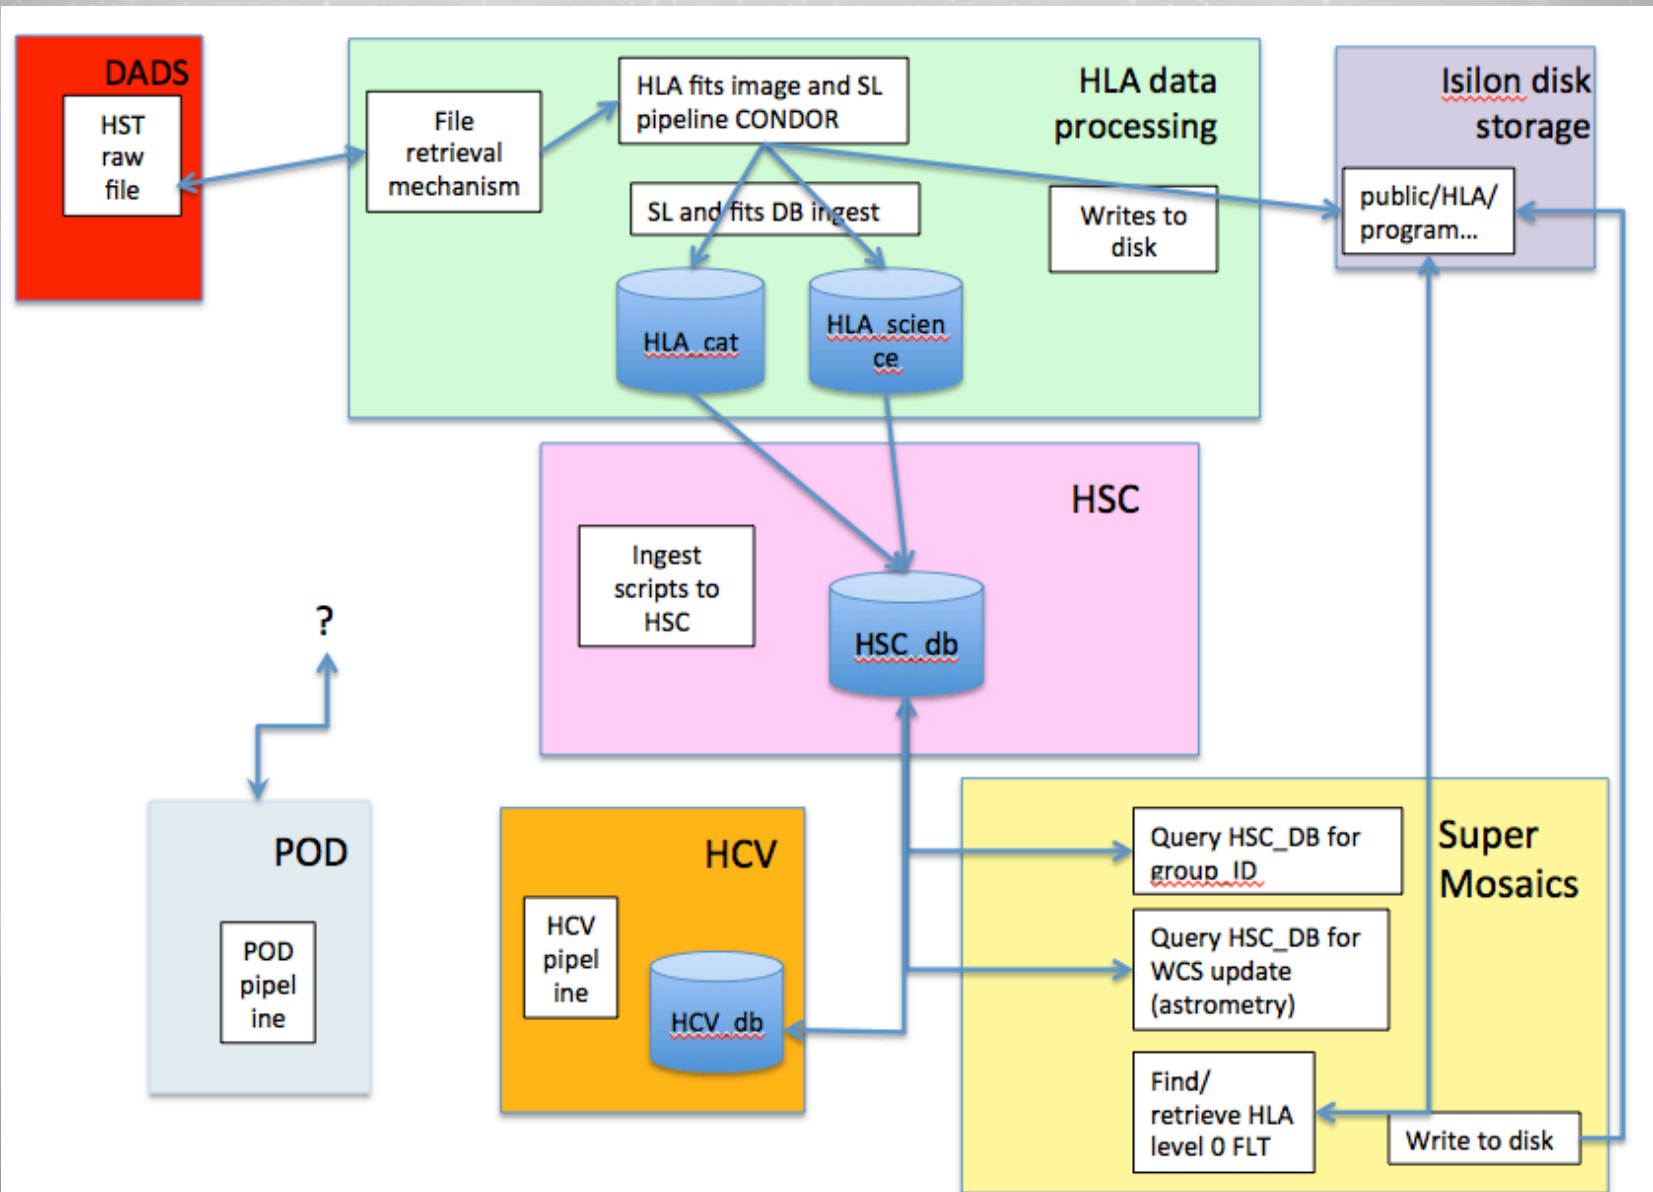 DADS
HST
raw
file
File
retrieval
mechanism
HLA fits image and SL
pipeline CONDOR
HLA data
processing
SL and fits DB ingest
Writes to
disk
HLA_cat
HLA_scien
ce
Isilon disk
storage
public/HLA/
program...
HSC
Ingest
scripts to
HSC
HSC_db
?
POD
POD
pipel
ine
HCV
HCV
pipel
ine
HCV_db
Super
Mosaics
Query HSC_DB for
group_ID
Query HSC_DB for
WCS update
(astrometry)
Find/
retrieve HLA
level 0 FLT
Write to disk